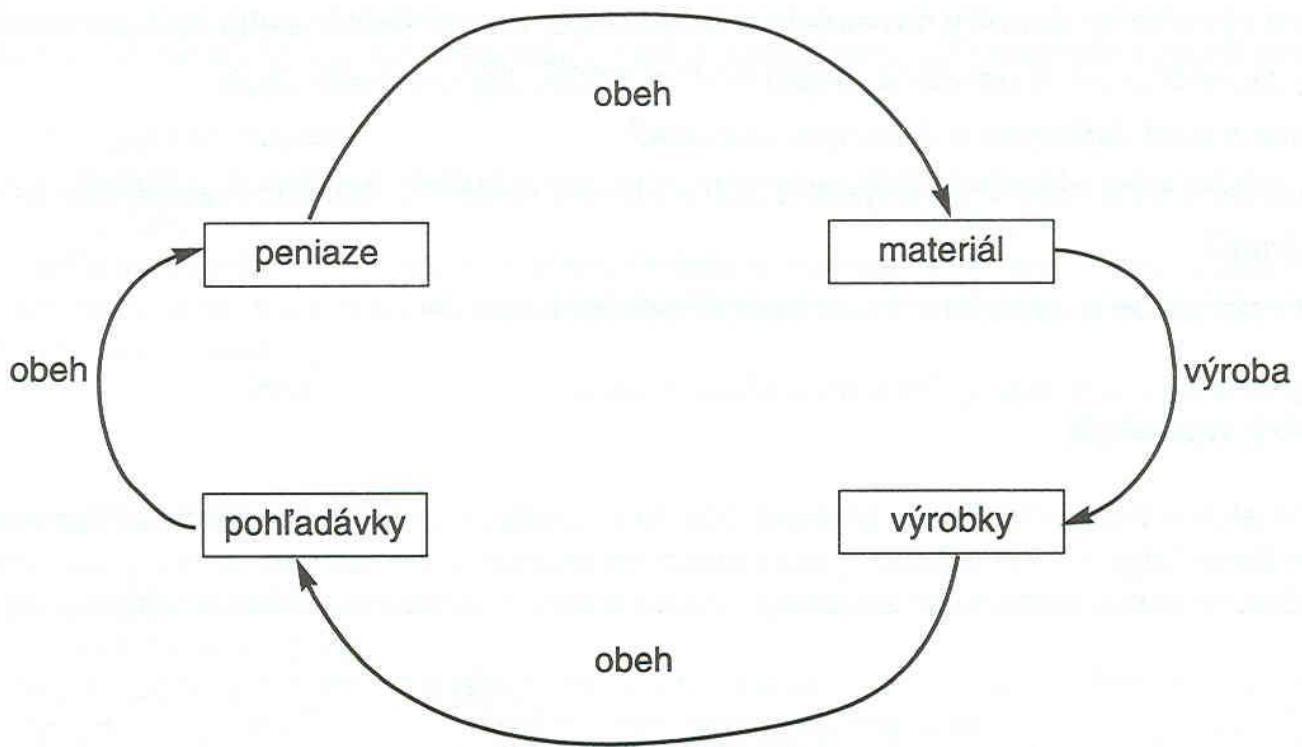 obeh
peniaze
materiál
obeh
výroba
pohľadávky
výrobky
obeh